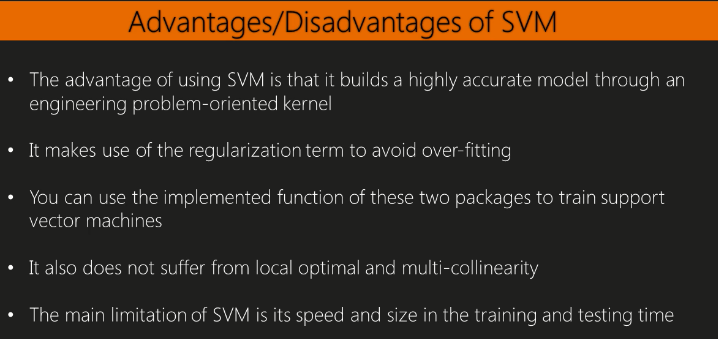 Advantages/Disadvantages of SVM
• The advantage of using SVM is that it builds a highly accurate model through an
engineering problem-oriented kernel
• It makes use of the regularization term to avoid over-fitting
• You can use the implemented function of these two packages to train support
vector machines
• It also does not suffer from local optimal and multi-collinearity
• The main limitation of SVM is its speed and size in the training and testing time